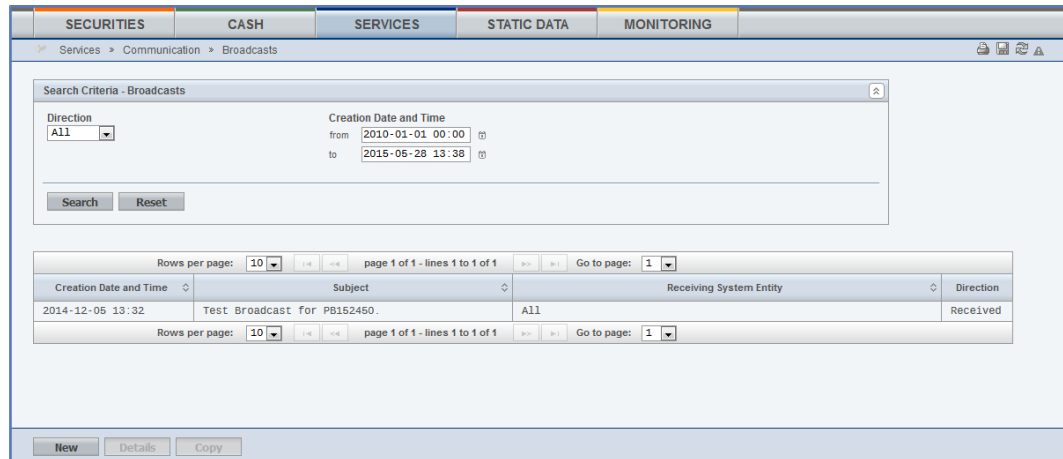 SECURITIES CASH SERVICES STATIC DATA MONITORING
Services » Communication » Broadcasts
Search Criteria - Broadcasts
Direction Creation Date and Time
All from 2010-01-01 00:00
to 2015-05-28 13:38
Search Reset
Rows per page: 10 page 1 of 1 - lines 1 to 1 of 1 Go to page: 1
Creation Date and Time Subject Receiving System Entity Direction
2014-12-05 13:32 Test Broadcast for PB152450. All Received
Rows per page: 10 page 1 of 1 - lines 1 to 1 of 1 Go to page: 1
New Details Copy